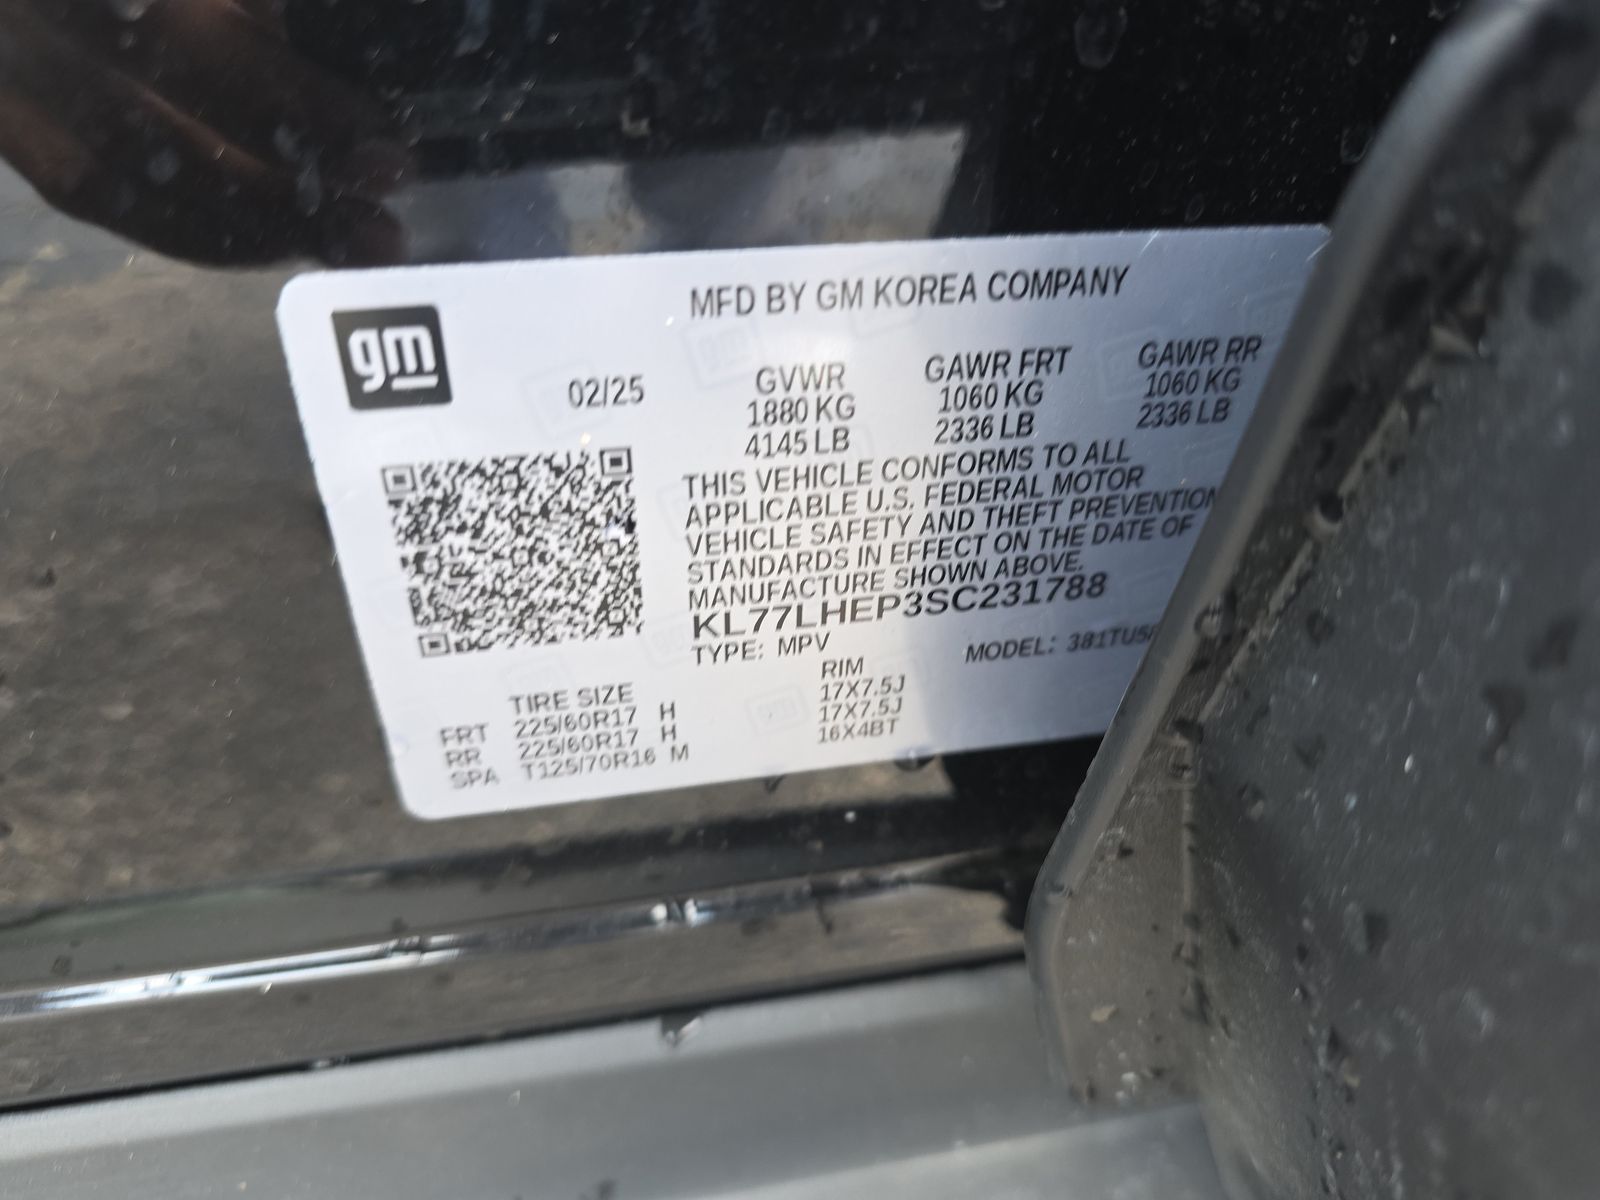 gm
MFD BY GM KOREA COMPANY
02/25
GVWR GAWR FRT GAWR RR
1880 KG 1060 KG 1060 KG
4145 LB 2336 LB 2336 LB
THIS VEHICLE CONFORMS TO ALL
APPLICABLE U.S. FEDERAL MOTOR
VEHICLE SAFETY AND THEFT PREVENTION
STANDARDS IN EFFECT ON THE DATE OF
MANUFACTURE SHOWN ABOVE.
KL77LHEP3SC231788
TYPE: MPV MODEL: 381TU5
TIRE SIZE RIM
FRT 225/60R17 H 17X7.5J
RR 225/60R17 H 17X7.5J
SPA T125/70R16 M 16X4BT